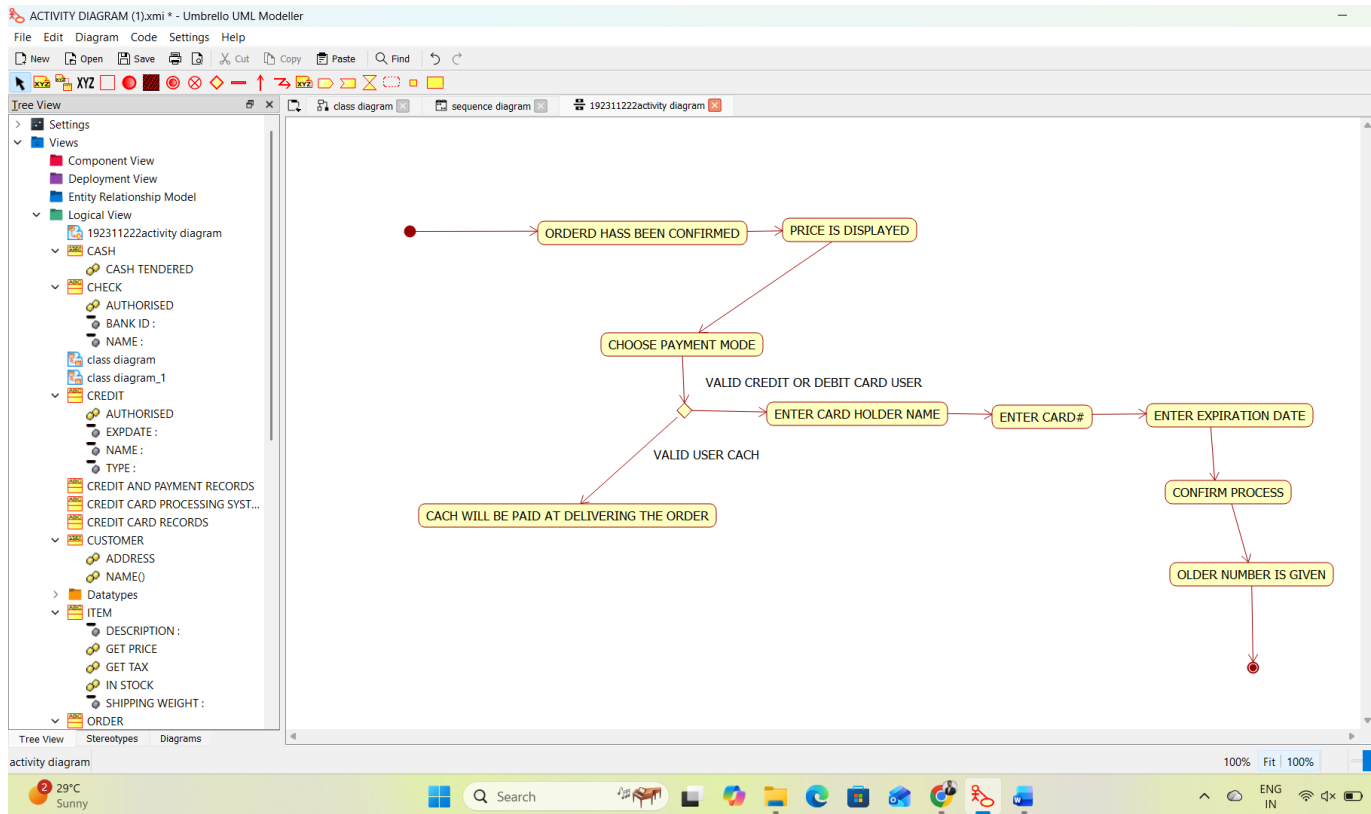 ACTIVITY DIAGRAM (1).xmi * - Umbrello UML Modeller
File Edit Diagram Code Settings Help
New Open Save Cut Copy Paste Find
XYZ XYZ XYZ
Tree View
class diagram sequence diagram 192311222activity diagram
Settings
Views
Component View
Deployment View
Entity Relationship Model
Logical View
192311222activity diagram
CASH
CASH TENDERED
CHECK
AUTHORISED
BANK ID :
NAME :
class diagram
class diagram_1
CREDIT
AUTHORISED
EXPDATE :
NAME :
TYPE :
CREDIT AND PAYMENT RECORDS
CREDIT CARD PROCESSING SYST...
CREDIT CARD RECORDS
CUSTOMER
ADDRESS
NAME()
Datatypes
ITEM
DESCRIPTION :
GET PRICE
GET TAX
IN STOCK
SHIPPING WEIGHT :
ORDER
Tree View Stereotypes Diagrams
ORDERD HASS BEEN CONFIRMED
PRICE IS DISPLAYED
CHOOSE PAYMENT MODE
VALID CREDIT OR DEBIT CARD USER
ENTER CARD HOLDER NAME
ENTER CARD#
ENTER EXPIRATION DATE
VALID USER CACH
CONFIRM PROCESS
CACH WILL BE PAID AT DELIVERING THE ORDER
OLDER NUMBER IS GIVEN
activity diagram
100% Fit 100%
2
29°C
Sunny
Search
ENG
IN